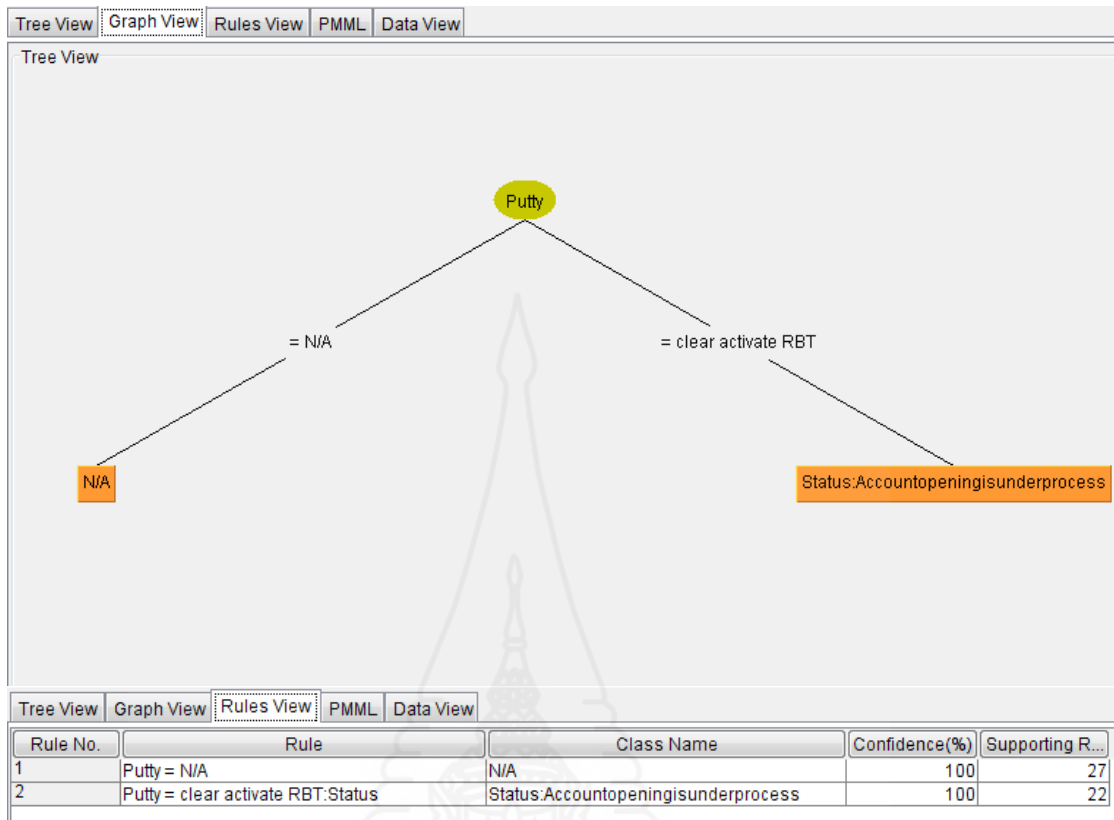 Tree View Graph View Rules View PMML Data View
Tree View
Putty
= N/A = clear activate RBT
N/A Status:Accountopeningisunderprocess
Tree View Graph View Rules View PMML Data View
Rule No. Rule Class Name Confidence(%) Supporting R...
1 Putty = N/A N/A 100 27
2 Putty = clear activate RBT:Status Status:Accountopeningisunderprocess 100 22